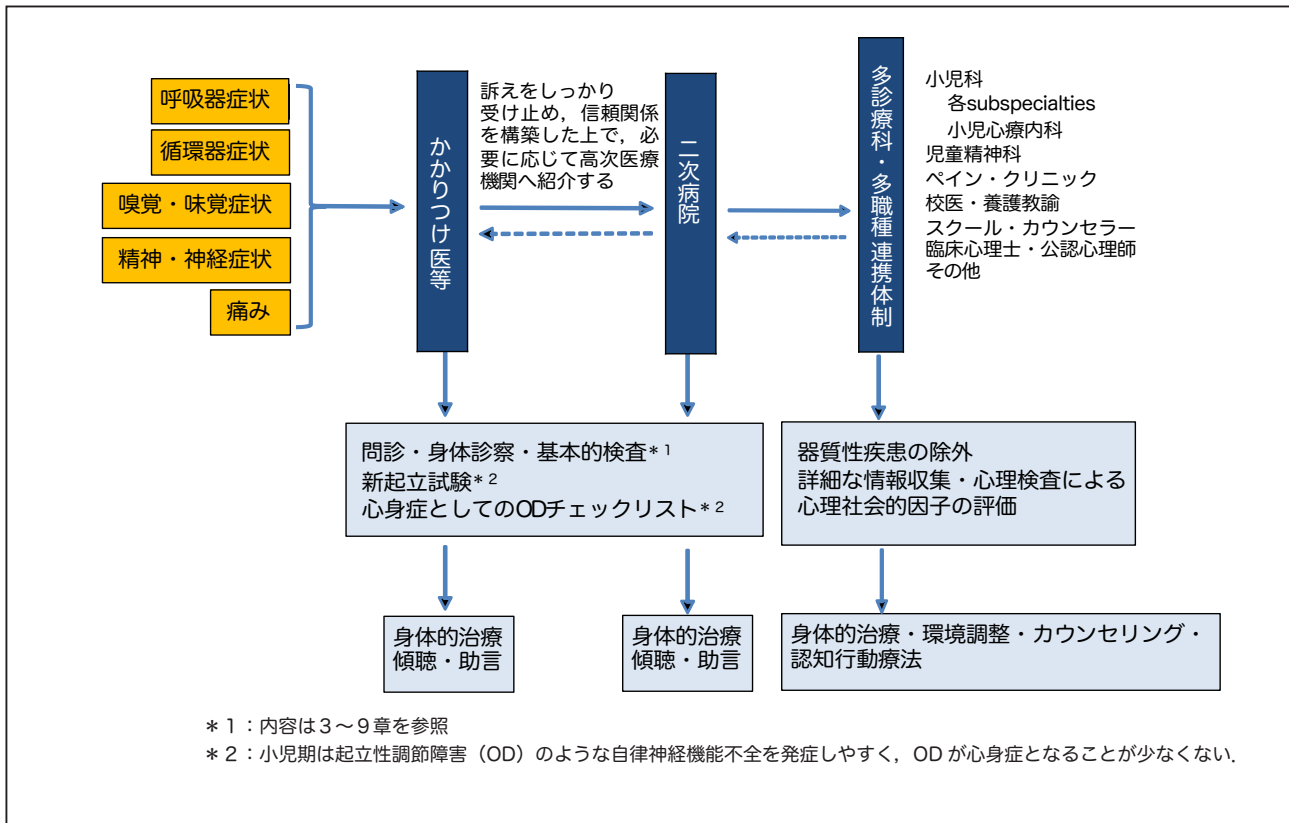 呼吸器症状
循環器症状
嗅覚・味覚症状
精神・神経症状
痛み
かかりつけ医等
訴えをしっかり
受け止め，信頼関係
を構築した上で，必
要に応じて高次医療
機関へ紹介する
二次病院
多診療科・多職種連携体制
小児科
各subspecialties
小児心療内科
児童精神科
ペイン・クリニック
校医・養護教諭
スクール・カウンセラー
臨床心理士・公認心理師
その他
問診・身体診察・基本的検査＊1
新起立試験＊2
心身症としてのODチェックリスト＊2
器質性疾患の除外
詳細な情報収集・心理検査による
心理社会的因子の評価
身体的治療
傾聴・助言
身体的治療
傾聴・助言
身体的治療・環境調整・カウンセリング・
認知行動療法
＊1：内容は3～9章を参照
＊2：小児期は起立性調節障害（OD）のような自律神経機能不全を発症しやすく，ODが心身症となることが少なくない．